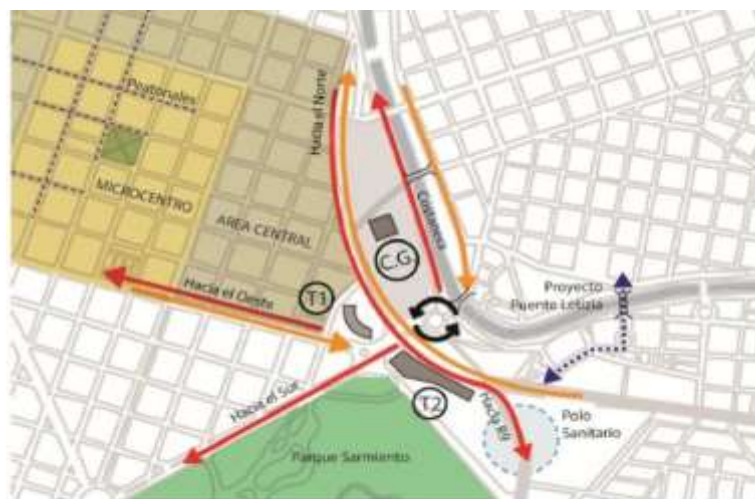 Peatonales
MICROCENTRO
AREA CENTRAL
Hacia el Norte
Costanera
C.G.
Hacia el Oeste
T1
Proyecto
Puente Letizia
Hacia el Sur
T2
Hacia R9
Polo
Sanitario
Parque Sarmiento